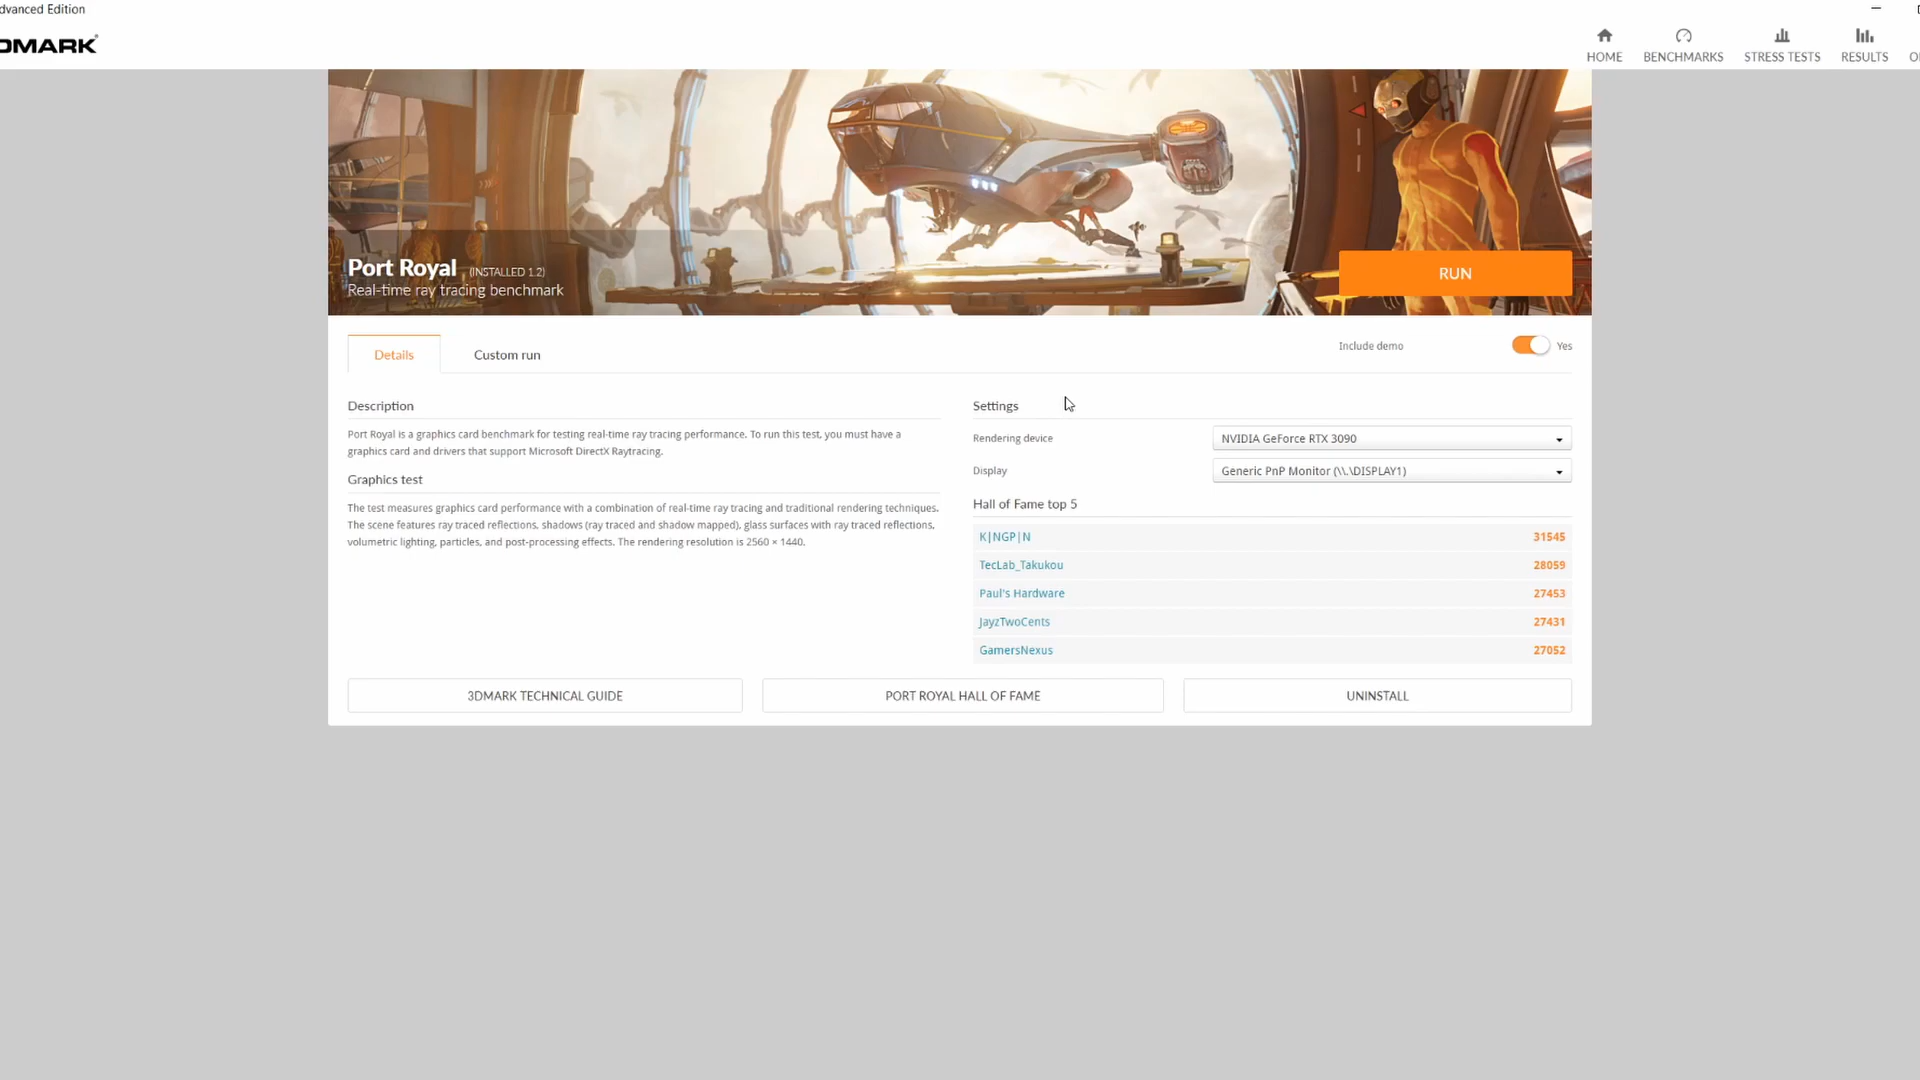 dvanced Edition
DMARK
HOME
BENCHMARKS
STRESS TESTS
RESULTS
Port Royal (INSTALLED 1.2)
Real-time ray tracing benchmark
RUN
Details
Custom run
Include demo
Yes
Description
Port Royal is a graphics card benchmark for testing real-time ray tracing performance. To run this test, you must have a
graphics card and drivers that support Microsoft DirectX Raytracing.
Graphics test
The test measures graphics card performance with a combination of real-time ray tracing and traditional rendering techniques.
The scene features ray traced reflections, shadows (ray traced and shadow mapped), glass surfaces with ray traced reflections,
volumetric lighting, particles, and post-processing effects. The rendering resolution is 2560 × 1440.
Settings
Rendering device NVIDIA GeForce RTX 3090
Display Generic PnP Monitor (\\.\DISPLAY1)
Hall of Fame top 5
K|NGP|N 31545
TecLab_Takukou 28059
Paul's Hardware 27453
JayzTwoCents 27431
GamersNexus 27052
3DMARK TECHNICAL GUIDE
PORT ROYAL HALL OF FAME
UNINSTALL